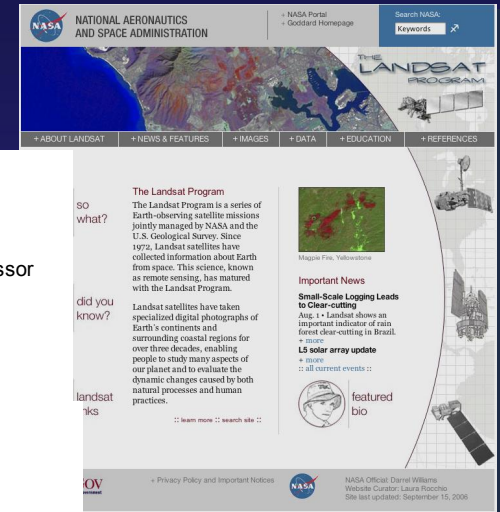 NASA
NATIONAL AERONAUTICS
AND SPACE ADMINISTRATION
+ NASA Portal
+ Goddard Homepage
Search NASA:
Keywords
THE
LANDSAT
PROGRAM
+ ABOUT LANDSAT
+ NEWS & FEATURES
+ IMAGES
+ DATA
+ EDUCATION
+ REFERENCES
ssor
so
what?
did you
know?
landsat
nks
The Landsat Program
The Landsat Program is a series of
Earth-observing satellite missions
jointly managed by NASA and the
U.S. Geological Survey. Since
1972, Landsat satellites have
collected information about Earth
from space. This science, known
as remote sensing, has matured
with the Landsat Program.
Landsat satellites have taken
specialized digital photographs of
Earth's continents and
surrounding coastal regions for
over three decades, enabling
people to study many aspects of
our planet and to evaluate the
dynamic changes caused by both
natural processes and human
practices.
:: learn more :: search site ::
Magpie Fire, Yellowstone
Important News
Small-Scale Logging Leads
to Clear-cutting
Aug. 1 • Landsat shows an
important indicator of rain
forest clear-cutting in Brazil.
+ more
L5 solar array update
+ more
:: all current events ::
featured
bio
OV
vernment
+ Privacy Policy and Important Notices
NASA
NASA Official: Darrel Williams
Website Curator: Laura Rocchio
Site last updated: September 15, 2006